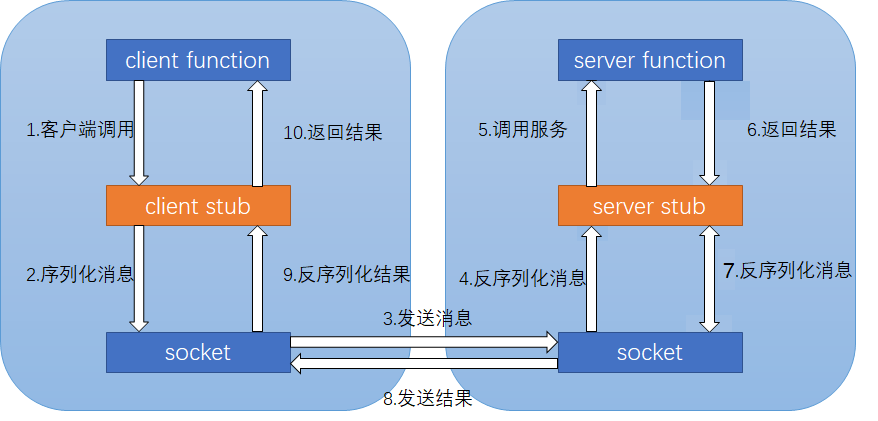 client function
server function
1.客户端调用
10.返回结果
5.调用服务
6.返回结果
client stub
server stub
2.序列化消息
9.反序列化结果
4.反序列化消息
7.反序列化消息
3.发送消息
socket
socket
8.发送结果